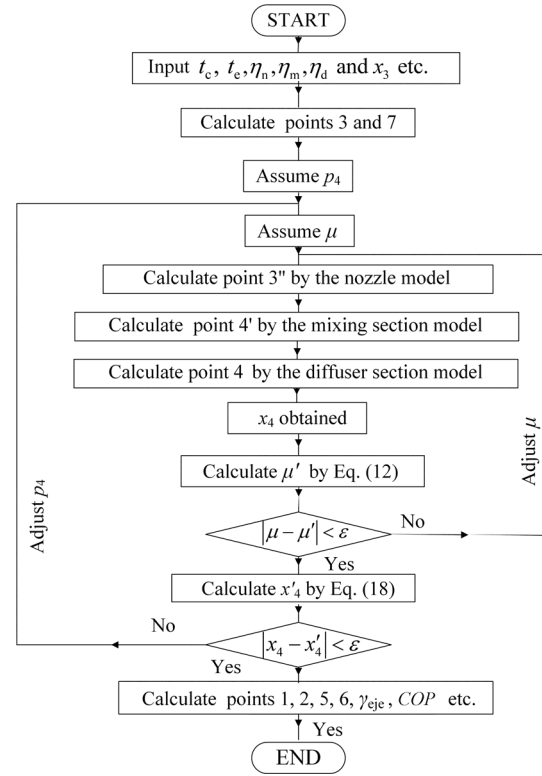 START
Input t_c, t_e, η_n, η_m, η_d and x_3 etc.
Calculate points 3 and 7
Assume p_4
Assume μ
Calculate point 3" by the nozzle model
Calculate point 4' by the mixing section model
Calculate point 4 by the diffuser section model
x_4 obtained
Calculate μ' by Eq. (12)
|μ − μ'| < ε
No
Adjust μ
Yes
Calculate x'_4 by Eq. (18)
|x_4 − x'_4| < ε
No
Adjust p_4
Yes
Calculate points 1, 2, 5, 6, γ_eje, COP etc.
Yes
END